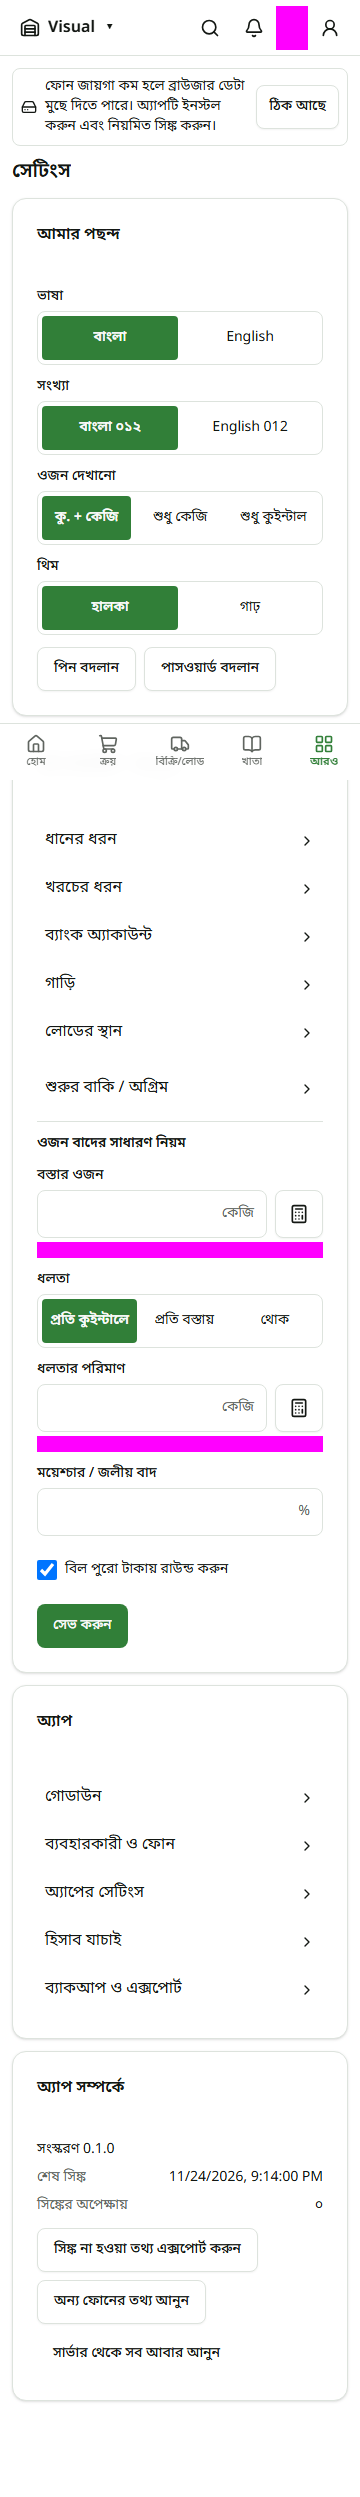 Visual
ফোন জায়গা কম হলে ব্রাউজার ডেটা
মুছে দিতে পারে। অ্যাপটি ইনস্টল
করুন এবং নিয়মিত সিঙ্ক করুন।
ঠিক আছে
সেটিংস
আমার পছন্দ
ভাষা
বাংলা English
সংখ্যা
বাংলা ০১২ English 012
ওজন দেখানো
কু. + কেজি শুধু কেজি শুধু কুইন্টাল
থিম
হালকা গাঢ়
পিন বদলান পাসওয়ার্ড বদলান
হোম ক্রয় বিক্রি/লোড খাতা আরও
ধানের ধরন
খরচের ধরন
ব্যাংক অ্যাকাউন্ট
গাড়ি
লোডের স্থান
শুরুর বাকি / অগ্রিম
ওজন বাদের সাধারণ নিয়ম
বস্তার ওজন
কেজি
ধলতা
প্রতি কুইন্টালে প্রতি বস্তায় থোক
ধলতার পরিমাণ
কেজি
ময়েশ্চার / জলীয় বাদ
%
বিল পুরো টাকায় রাউন্ড করুন
সেভ করুন
অ্যাপ
গোডাউন
ব্যবহারকারী ও ফোন
অ্যাপের সেটিংস
হিসাব যাচাই
ব্যাকআপ ও এক্সপোর্ট
অ্যাপ সম্পর্কে
সংস্করণ 0.1.0
শেষ সিঙ্ক 11/24/2026, 9:14:00 PM
সিঙ্কের অপেক্ষায় ০
সিঙ্ক না হওয়া তথ্য এক্সপোর্ট করুন
অন্য ফোনের তথ্য আনুন
সার্ভার থেকে সব আবার আনুন